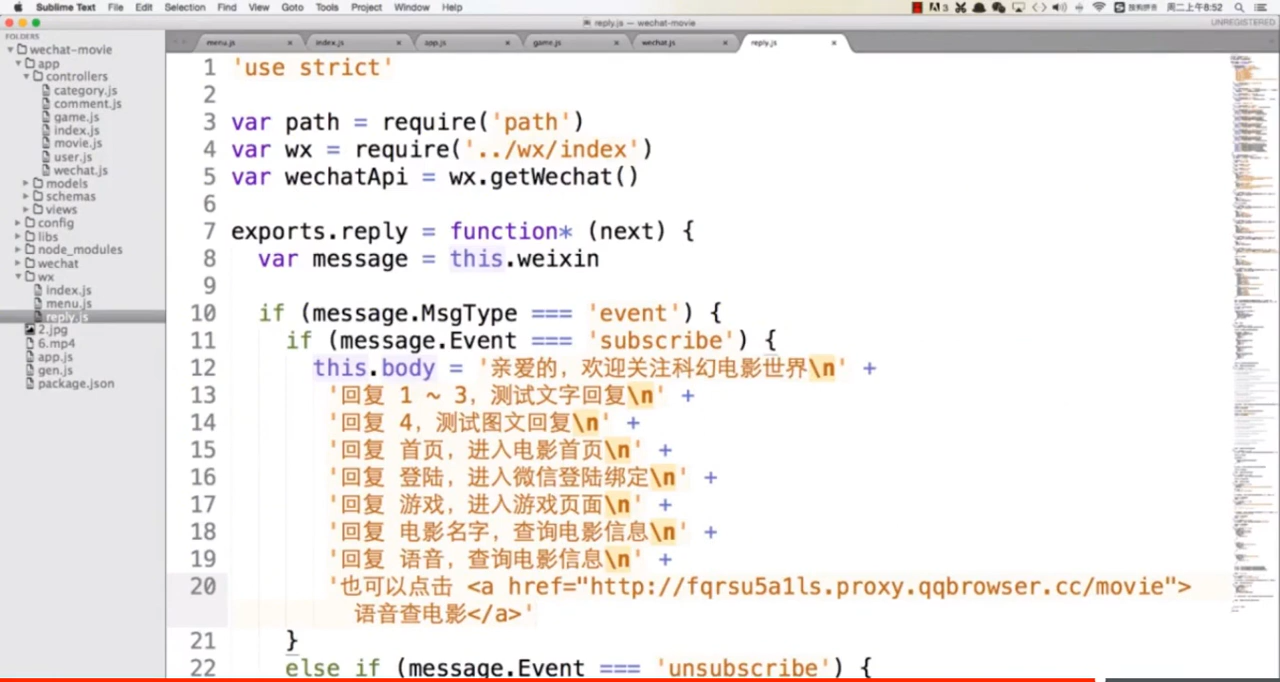 Sublime Text File Edit Selection Find View Goto Tools Project Window Help
周二上午8:52
reply.js — wechat-movie
UNREGISTERED
FOLDERS
menu.js index.js app.js game.js wechat.js reply.js
wechat-movie
app
controllers
category.js
comment.js
game.js
index.js
movie.js
user.js
wechat.js
models
schemas
views
config
libs
node_modules
wechat
wx
index.js
menu.js
reply.js
2.jpg
6.mp4
app.js
gen.js
package.json
1 'use strict'
2
3 var path = require('path')
4 var wx = require('../wx/index')
5 var wechatApi = wx.getWechat()
6
7 exports.reply = function* (next) {
8 var message = this.weixin
9
10 if (message.MsgType === 'event') {
11 if (message.Event === 'subscribe') {
12 this.body = '亲爱的，欢迎关注科幻电影世界\n' +
13 '回复 1 ~ 3，测试文字回复\n' +
14 '回复 4，测试图文回复\n' +
15 '回复 首页，进入电影首页\n' +
16 '回复 登陆，进入微信登陆绑定\n' +
17 '回复 游戏，进入游戏页面\n' +
18 '回复 电影名字，查询电影信息\n' +
19 '回复 语音，查询电影信息\n' +
20 '也可以点击 <a href="http://fqrsu5a1ls.proxy.qqbrowser.cc/movie">
语音查电影</a>'
21 }
22 else if (message.Event === 'unsubscribe') {